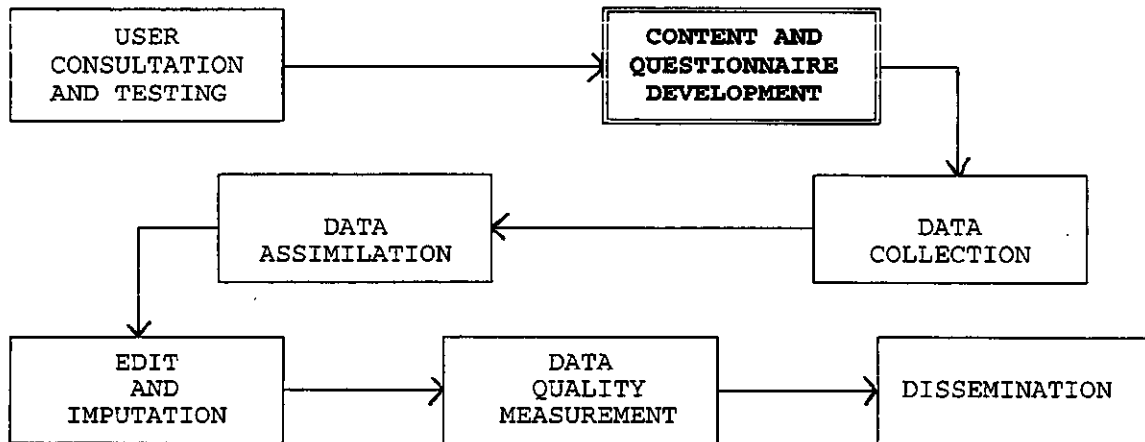 USER
CONSULTATION
AND TESTING
CONTENT AND
QUESTIONNAIRE
DEVELOPMENT
DATA
COLLECTION
DATA
ASSIMILATION
EDIT
AND
IMPUTATION
DATA
QUALITY
MEASUREMENT
DISSEMINATION